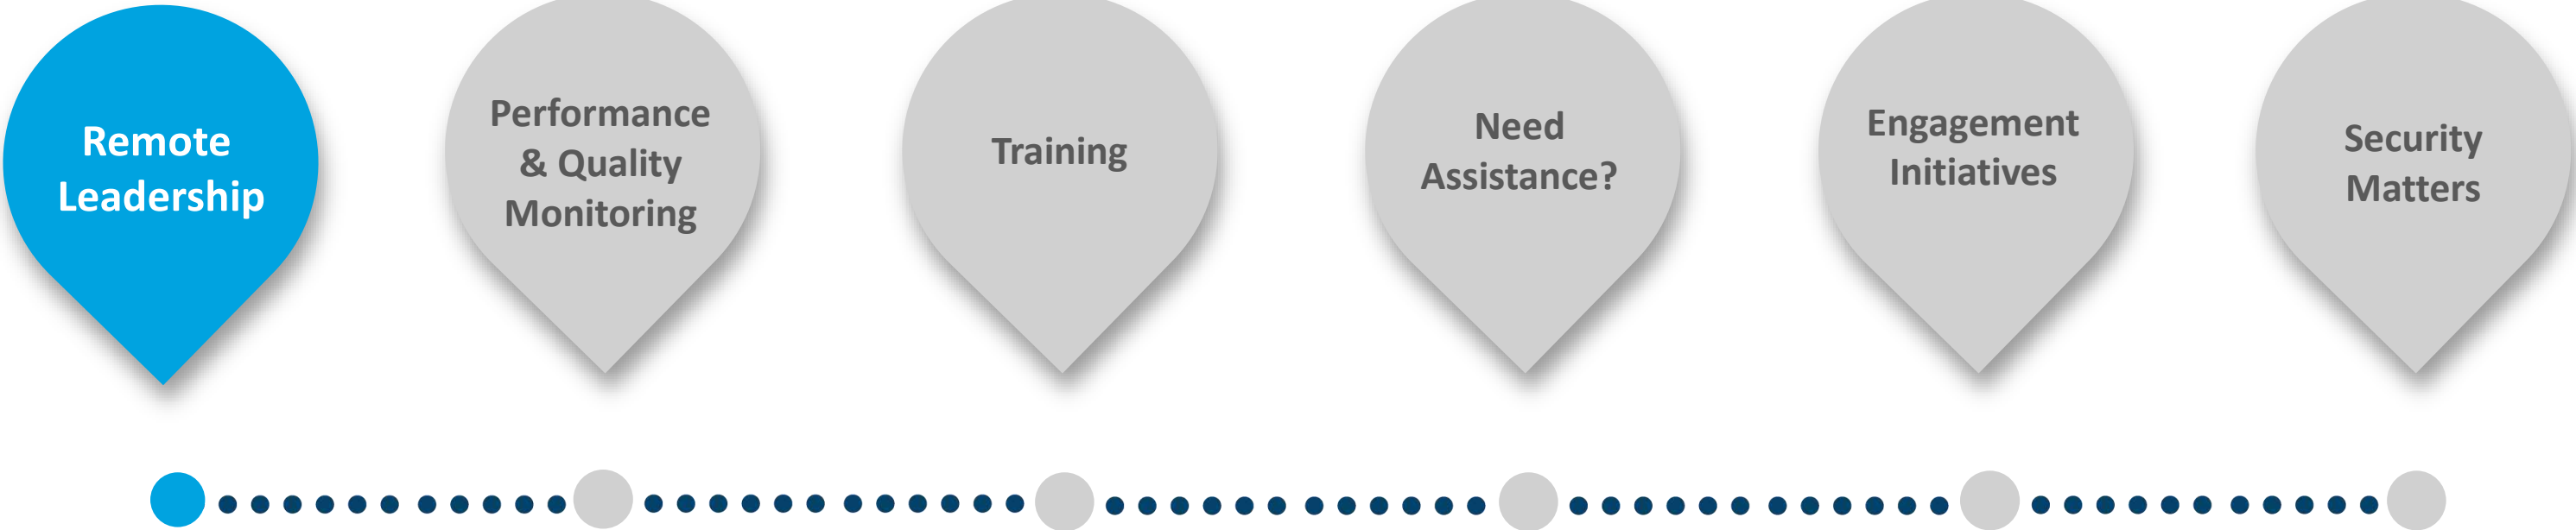 Remote
Leadership
Performance
& Quality
Monitoring
Training
Need
Assistance?
Engagement
Initiatives
Security
Matters